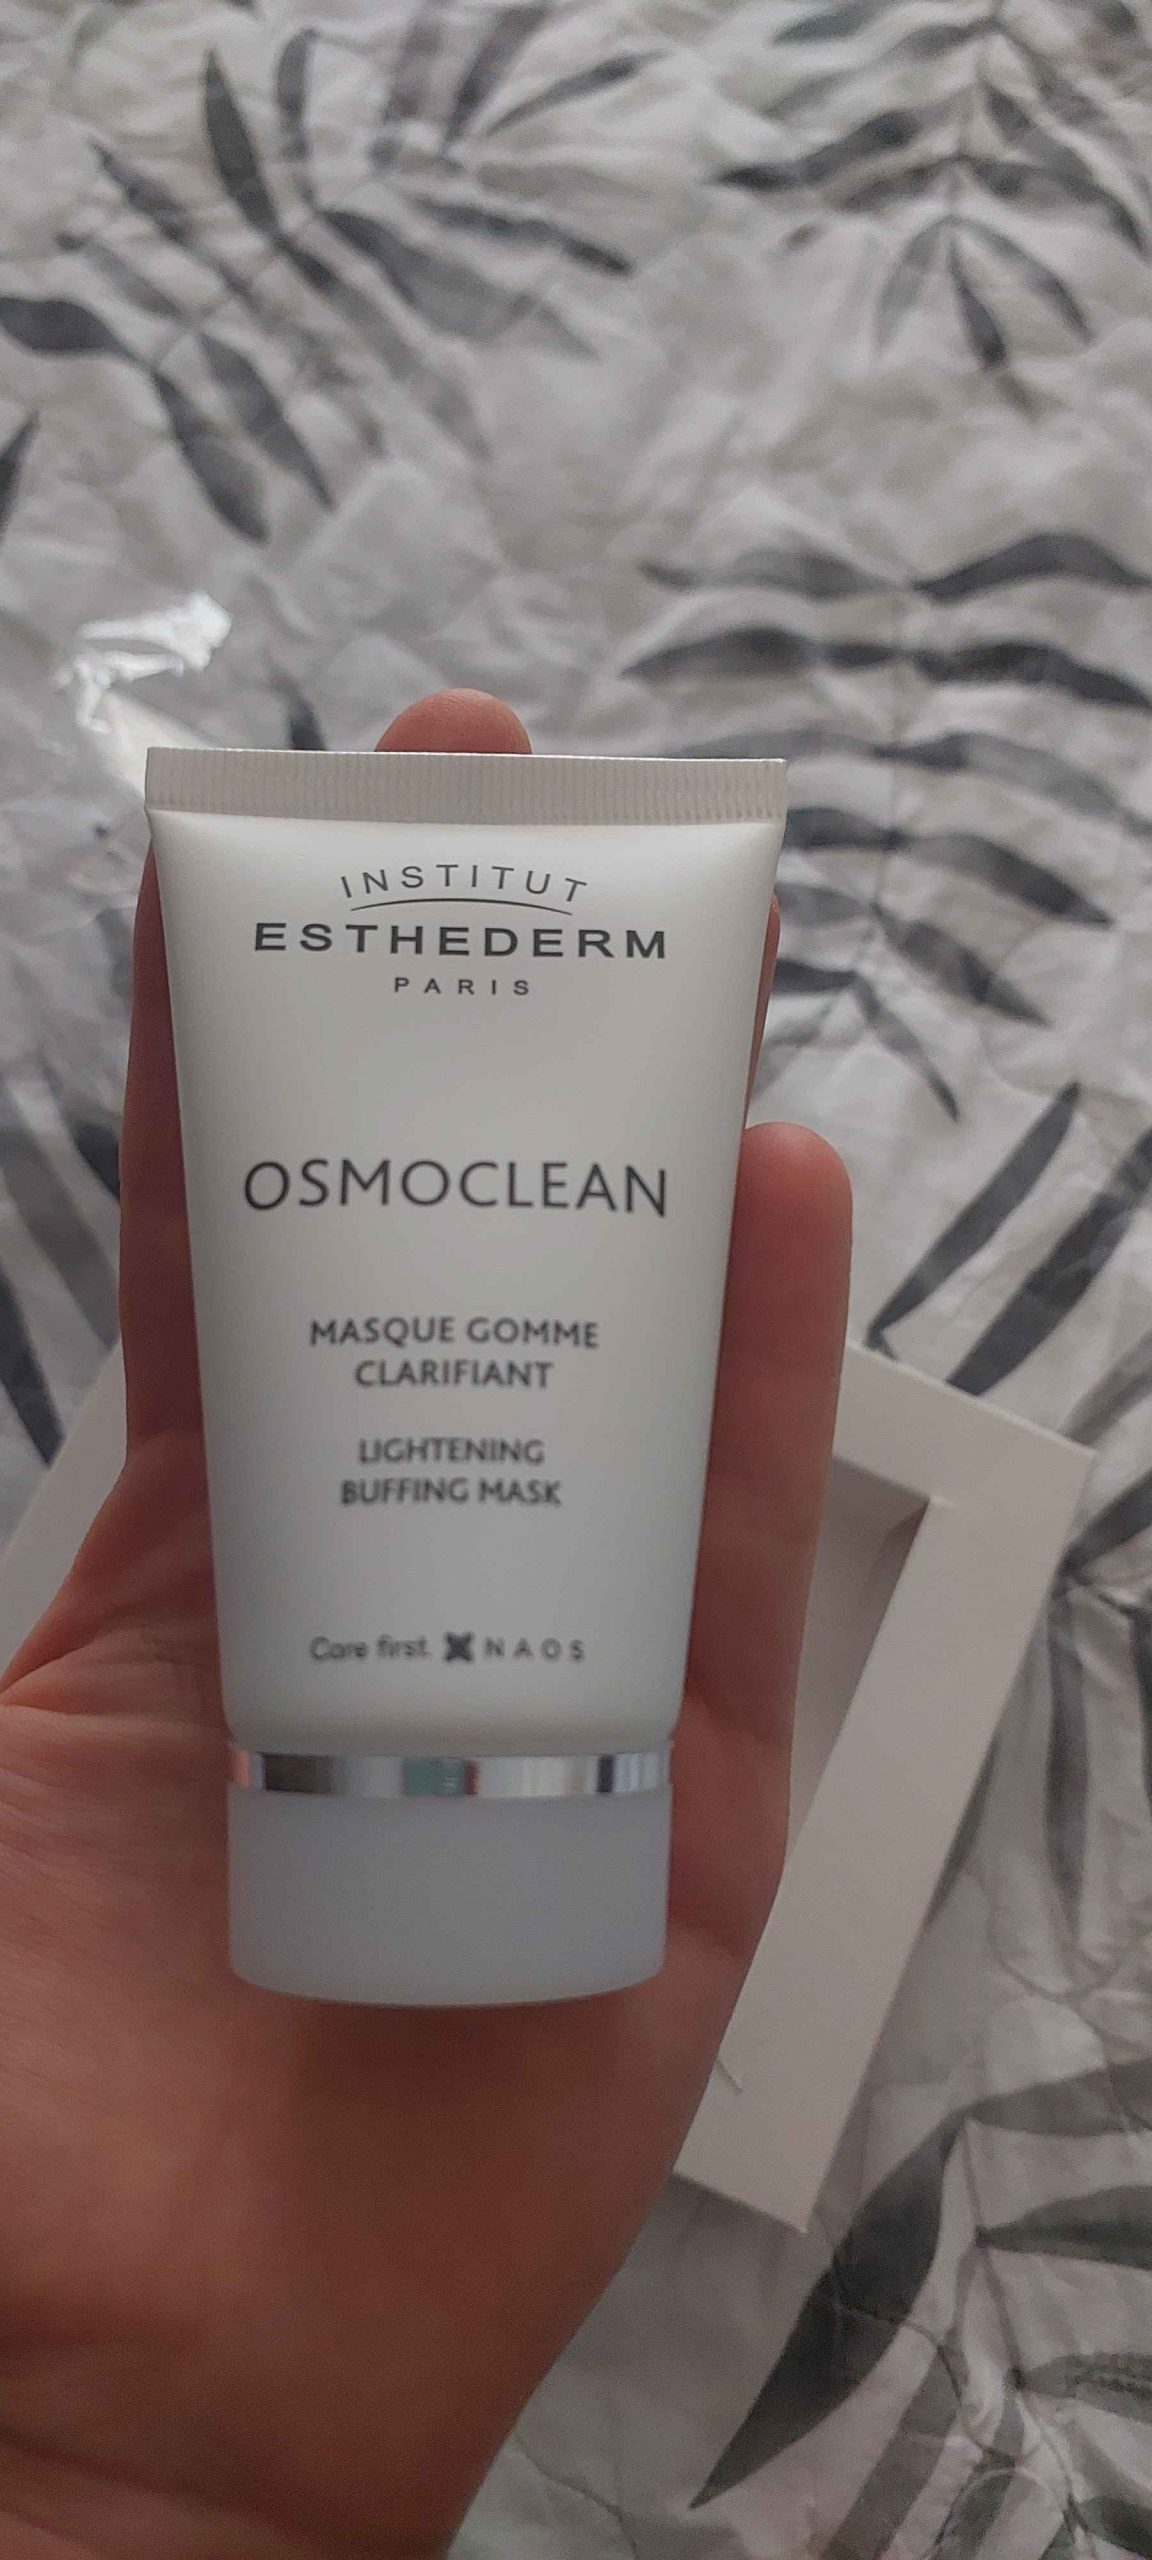 INSTITUT
ESTHEDERM
PARIS
OSMOCLEAN
MASQUE GOMME
CLARIFIANT
LIGHTENING
BUFFING MASK
Care first. NAOS